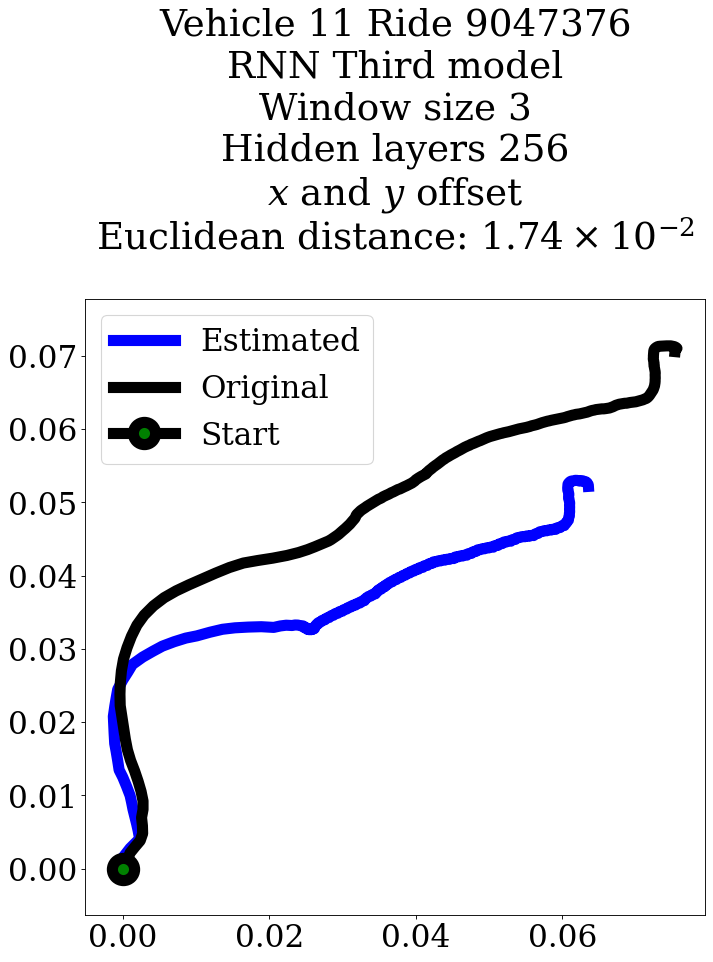 Vehicle 11 Ride 9047376
RNN Third model
Window size 3
Hidden layers 256
x and y offset
Euclidean distance: 1.74 × 10⁻²
Estimated
Original
Start
0.07
0.06
0.05
0.04
0.03
0.02
0.01
0.00
0.00 0.02 0.04 0.06